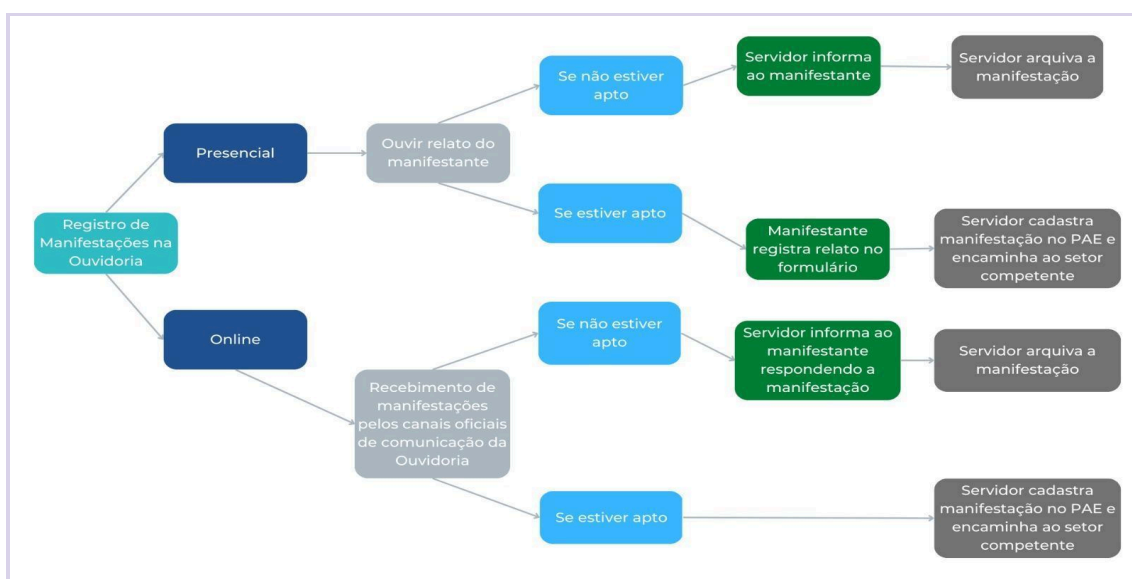 Registro de
Manifestações na
Ouvidoria
Presencial
Ouvir relato do
manifestante
Se não estiver
apto
Servidor informa
ao manifestante
Servidor arquiva a
manifestação
Se estiver apto
Manifestante
registra relato no
formulário
Servidor cadastra
manifestação no PAE e
encaminha ao setor
competente
Online
Recebimento de
manifestações
pelos canais oficiais
de comunicação da
Ouvidoria
Se não estiver
apto
Servidor informa ao
manifestante
respondendo a
manifestação
Servidor arquiva a
manifestação
Se estiver apto
Servidor cadastra
manifestação no PAE e
encaminha ao setor
competente